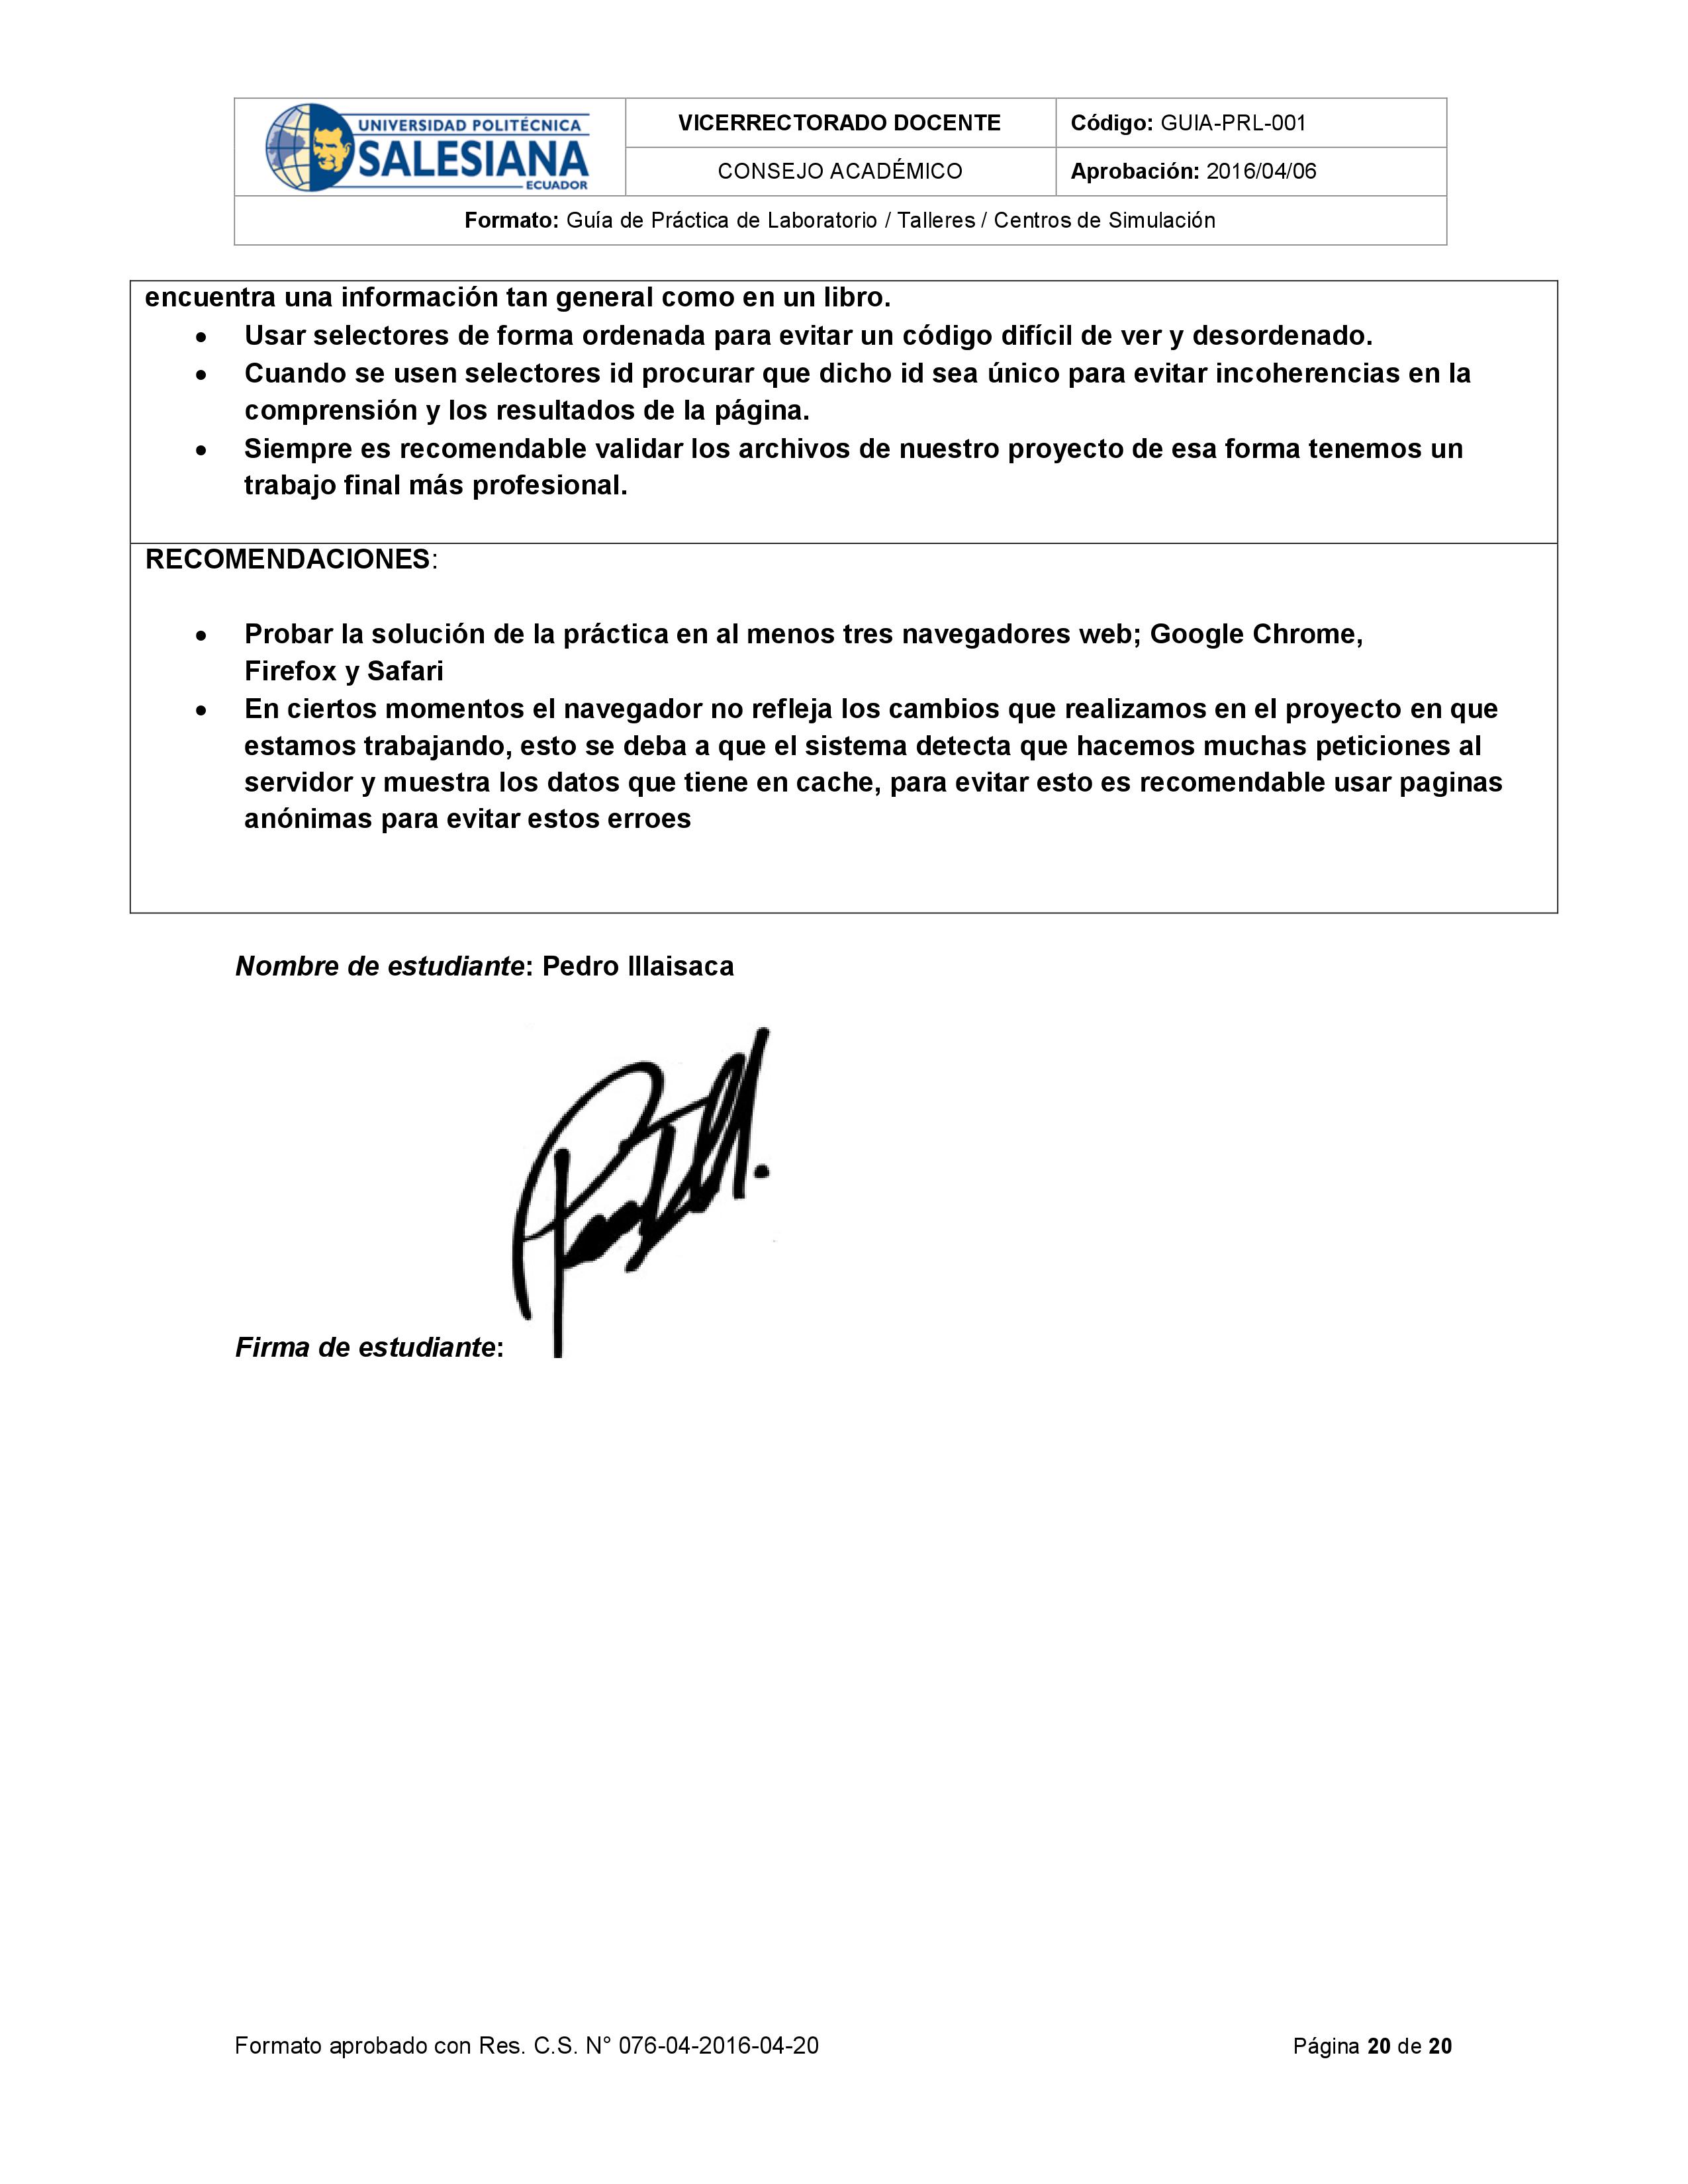 UNIVERSIDAD POLITÉCNICA
SALESIANA
ECUADOR
VICERRECTORADO DOCENTE
Código: GUIA-PRL-001
CONSEJO ACADÉMICO
Aprobación: 2016/04/06
Formato: Guía de Práctica de Laboratorio / Talleres / Centros de Simulación
encuentra una información tan general como en un libro.
• Usar selectores de forma ordenada para evitar un código difícil de ver y desordenado.
• Cuando se usen selectores id procurar que dicho id sea único para evitar incoherencias en la
comprensión y los resultados de la página.
• Siempre es recomendable validar los archivos de nuestro proyecto de esa forma tenemos un
trabajo final más profesional.
RECOMENDACIONES:
• Probar la solución de la práctica en al menos tres navegadores web; Google Chrome,
Firefox y Safari
• En ciertos momentos el navegador no refleja los cambios que realizamos en el proyecto en que
estamos trabajando, esto se deba a que el sistema detecta que hacemos muchas peticiones al
servidor y muestra los datos que tiene en cache, para evitar esto es recomendable usar paginas
anónimas para evitar estos erroes
Nombre de estudiante: Pedro Illaisaca
Firma de estudiante:
Formato aprobado con Res. C.S. N° 076-04-2016-04-20
Página 20 de 20